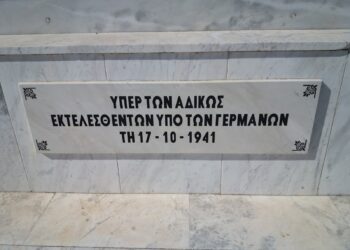 ΥΠΕΡ ΤΩΝ ΑΔΙΚΩΣ
ΕΚΤΕΛΕΣΘΕΝΤΩΝ ΥΠΟ ΤΩΝ ΓΕΡΜΑΝΩΝ
ΤΗ 17 - 10 - 1941